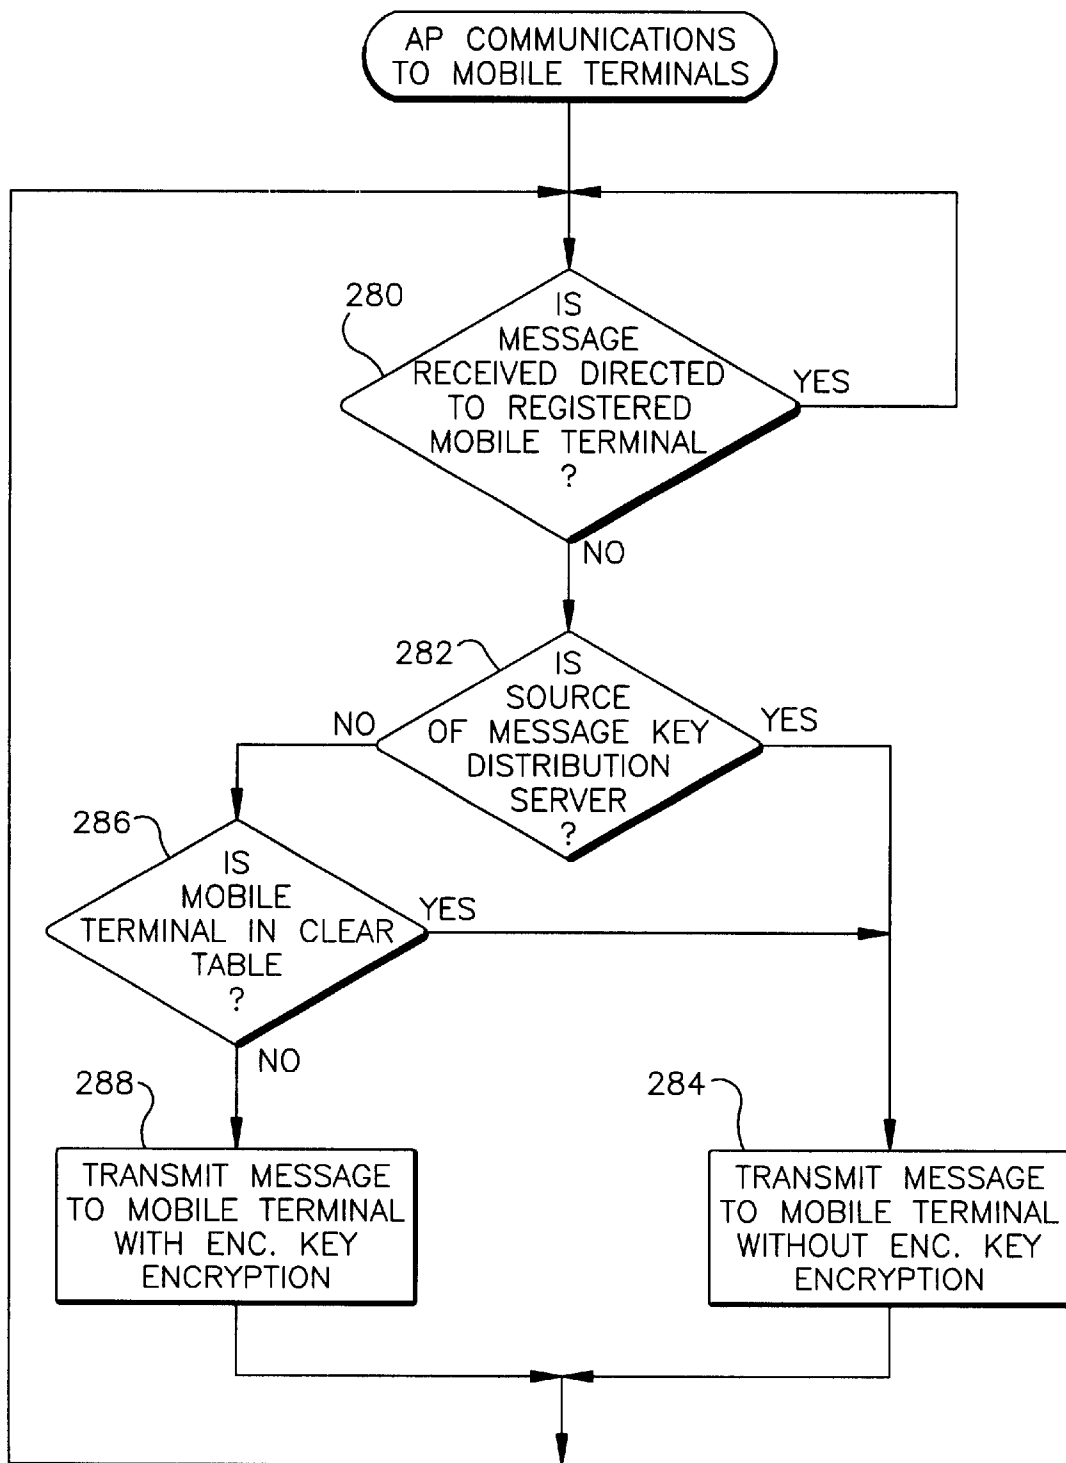 AP COMMUNICATIONS
TO MOBILE TERMINALS
280
IS
MESSAGE
RECEIVED DIRECTED
TO REGISTERED
MOBILE TERMINAL
?
YES
NO
282
IS
SOURCE
OF MESSAGE KEY
DISTRIBUTION
SERVER
?
NO
YES
286
IS
MOBILE
TERMINAL IN CLEAR
TABLE
?
YES
NO
288
TRANSMIT MESSAGE
TO MOBILE TERMINAL
WITH ENC. KEY
ENCRYPTION
284
TRANSMIT MESSAGE
TO MOBILE TERMINAL
WITHOUT ENC. KEY
ENCRYPTION